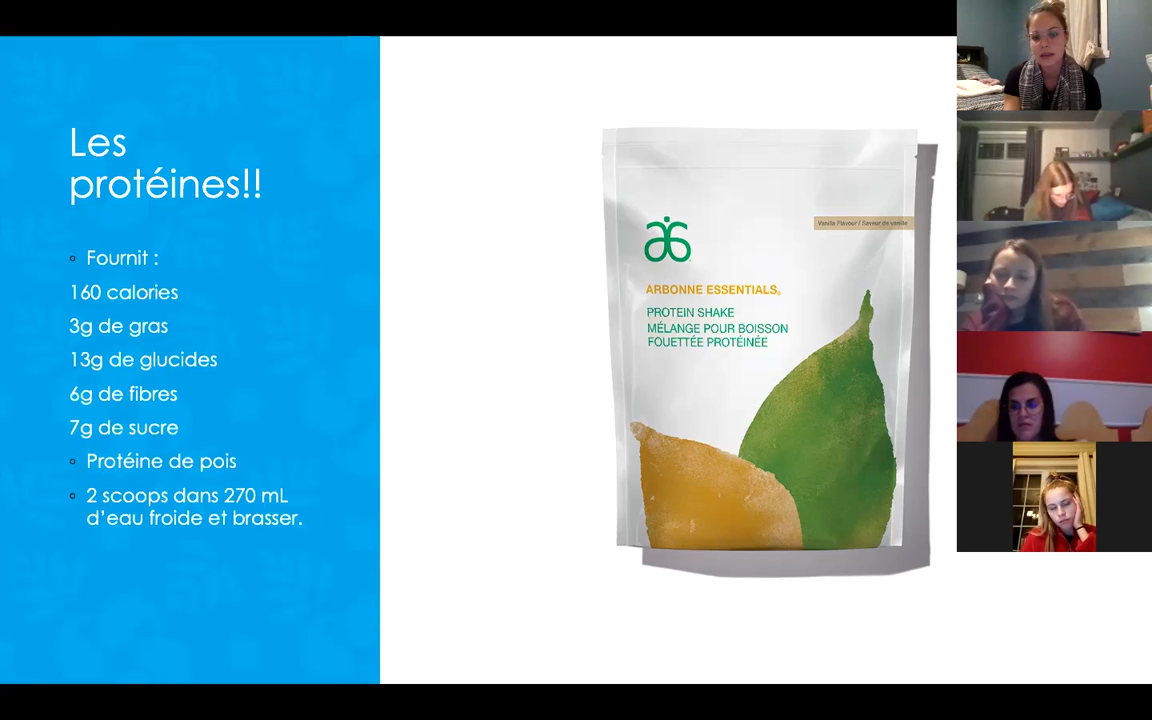 Les
protéines!!
Fournit :
160 calories
3g de gras
13g de glucides
6g de fibres
7g de sucre
Protéine de pois
2 scoops dans 270 mL
d’eau froide et brasser.
Vanilla Flavour / Saveur de vanille
ARBONNE ESSENTIALS®
PROTEIN SHAKE
MÉLANGE POUR BOISSON
FOUETTÉE PROTÉINÉE